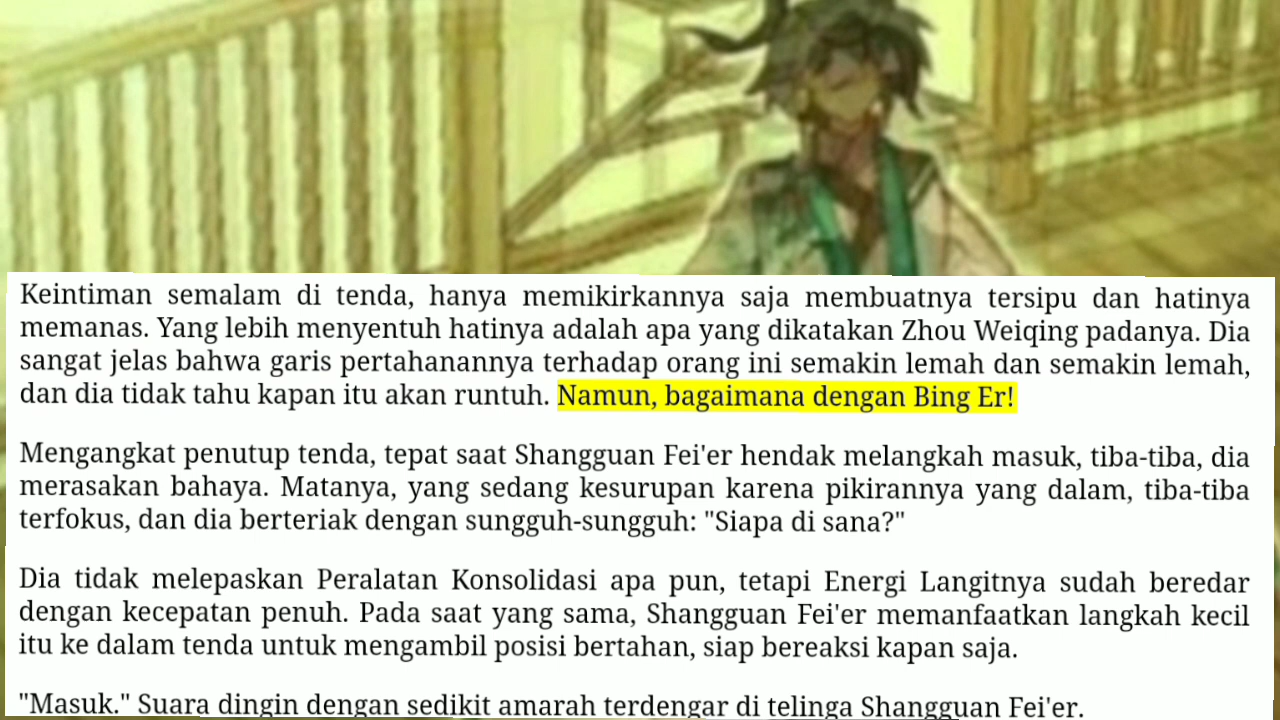 Keintiman semalam di tenda, hanya memikirkannya saja membuatnya tersipu dan hatinya
memanas. Yang lebih menyentuh hatinya adalah apa yang dikatakan Zhou Weiqing padanya. Dia
sangat jelas bahwa garis pertahanannya terhadap orang ini semakin lemah dan semakin lemah,
dan dia tidak tahu kapan itu akan runtuh. Namun, bagaimana dengan Bing Er!
Mengangkat penutup tenda, tepat saat Shangguan Fei'er hendak melangkah masuk, tiba-tiba, dia
merasakan bahaya. Matanya, yang sedang kesurupan karena pikirannya yang dalam, tiba-tiba
terfokus, dan dia berteriak dengan sungguh-sungguh: "Siapa di sana?"
Dia tidak melepaskan Peralatan Konsolidasi apa pun, tetapi Energi Langitnya sudah beredar
dengan kecepatan penuh. Pada saat yang sama, Shangguan Fei'er memanfaatkan langkah kecil
itu ke dalam tenda untuk mengambil posisi bertahan, siap bereaksi kapan saja.
"Masuk." Suara dingin dengan sedikit amarah terdengar di telinga Shangguan Fei'er.